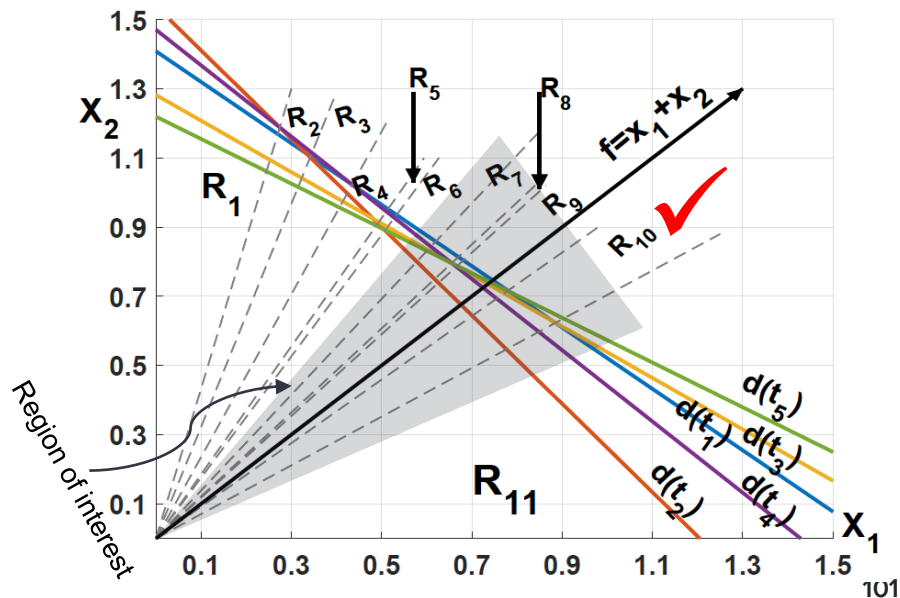 1.5
1.3
1.1
0.9
0.7
0.5
0.3
0.1
X₂
R₁
R₂
R₃
R₄
R₅
R₆
R₇
R₈
R₉
R₁₀
R₁₁
f=x₁+x₂
Region of interest
d(t₅)
d(t₁)
d(t₃)
d(t₂)
d(t₄)
X₁
0.1
0.3
0.5
0.7
0.9
1.1
1.3
1.5
101